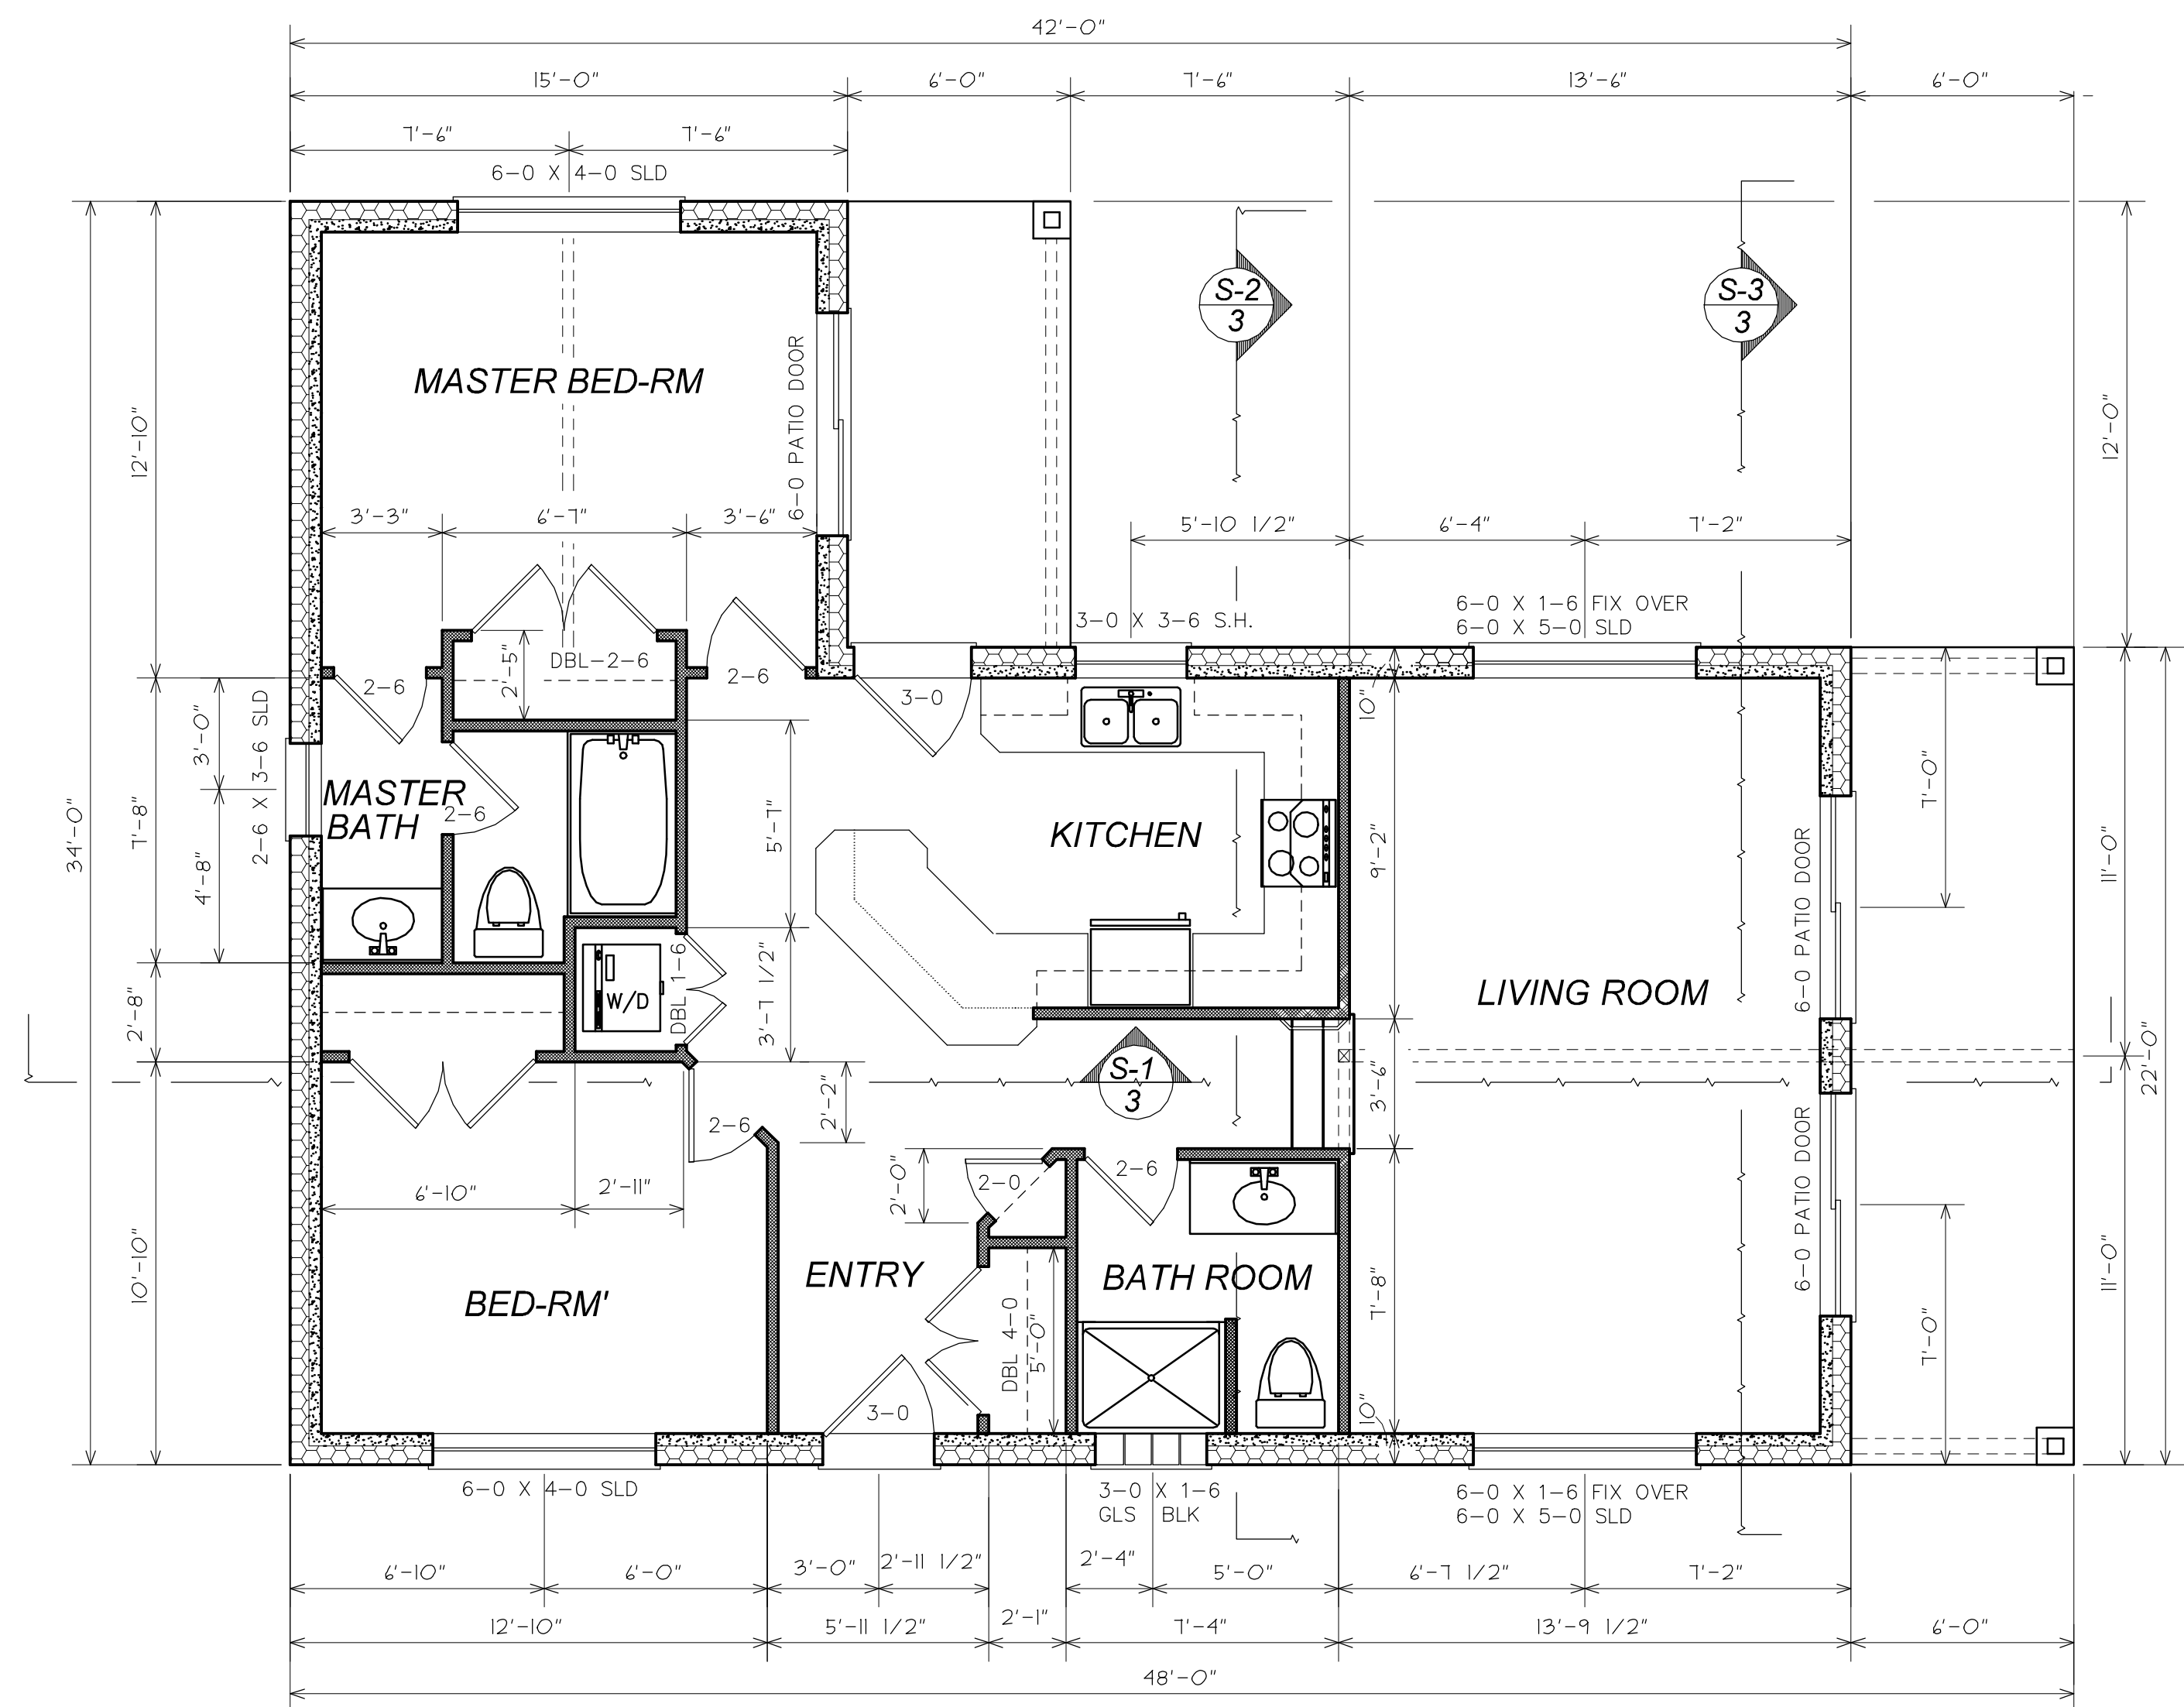 42'-0"
15'-0"
6'-0"
7'-6"
13'-6"
6'-0"
7'-6"
7'-6"
6-0 X 4-0 SLD
S-2
3
S-3
3
MASTER BED-RM
6-0 PATIO DOOR
12'-10"
12'-0"
3'-3"
6'-7"
3'-6"
5'-10 1/2"
6'-4"
7'-2"
3-0 X 3-6 S.H.
6-0 X 1-6 FIX OVER
6-0 X 5-0 SLD
DBL-2-6
2'-5"
2-6
2-6
3-0
10"
3'-0"
2-6 X 3-6 SLD
7'-0"
34'-0"
7'-8"
MASTER
BATH
2-6
5'-7"
KITCHEN
9'-2"
6-0 PATIO DOOR
11'-0"
4'-8"
2'-8"
W/D
DBL 1-6
3'-7 1/2"
LIVING ROOM
S-1
3
3'-6"
22'-0"
2'-2"
2-6
2'-0"
2-0
2-6
6'-10"
2'-11"
6-0 PATIO DOOR
10'-10"
BED-RM'
ENTRY
BATH ROOM
7'-8"
11'-0"
DBL 4-0
5'-0"
7'-0"
3-0
10"
6-0 X 4-0 SLD
3-0 X 1-6
GLS BLK
6-0 X 1-6 FIX OVER
6-0 X 5-0 SLD
6'-10"
6'-0"
3'-0"
2'-11 1/2"
2'-4"
5'-0"
6'-7 1/2"
7'-2"
12'-10"
5'-11 1/2"
2'-1"
7'-4"
13'-9 1/2"
6'-0"
48'-0"